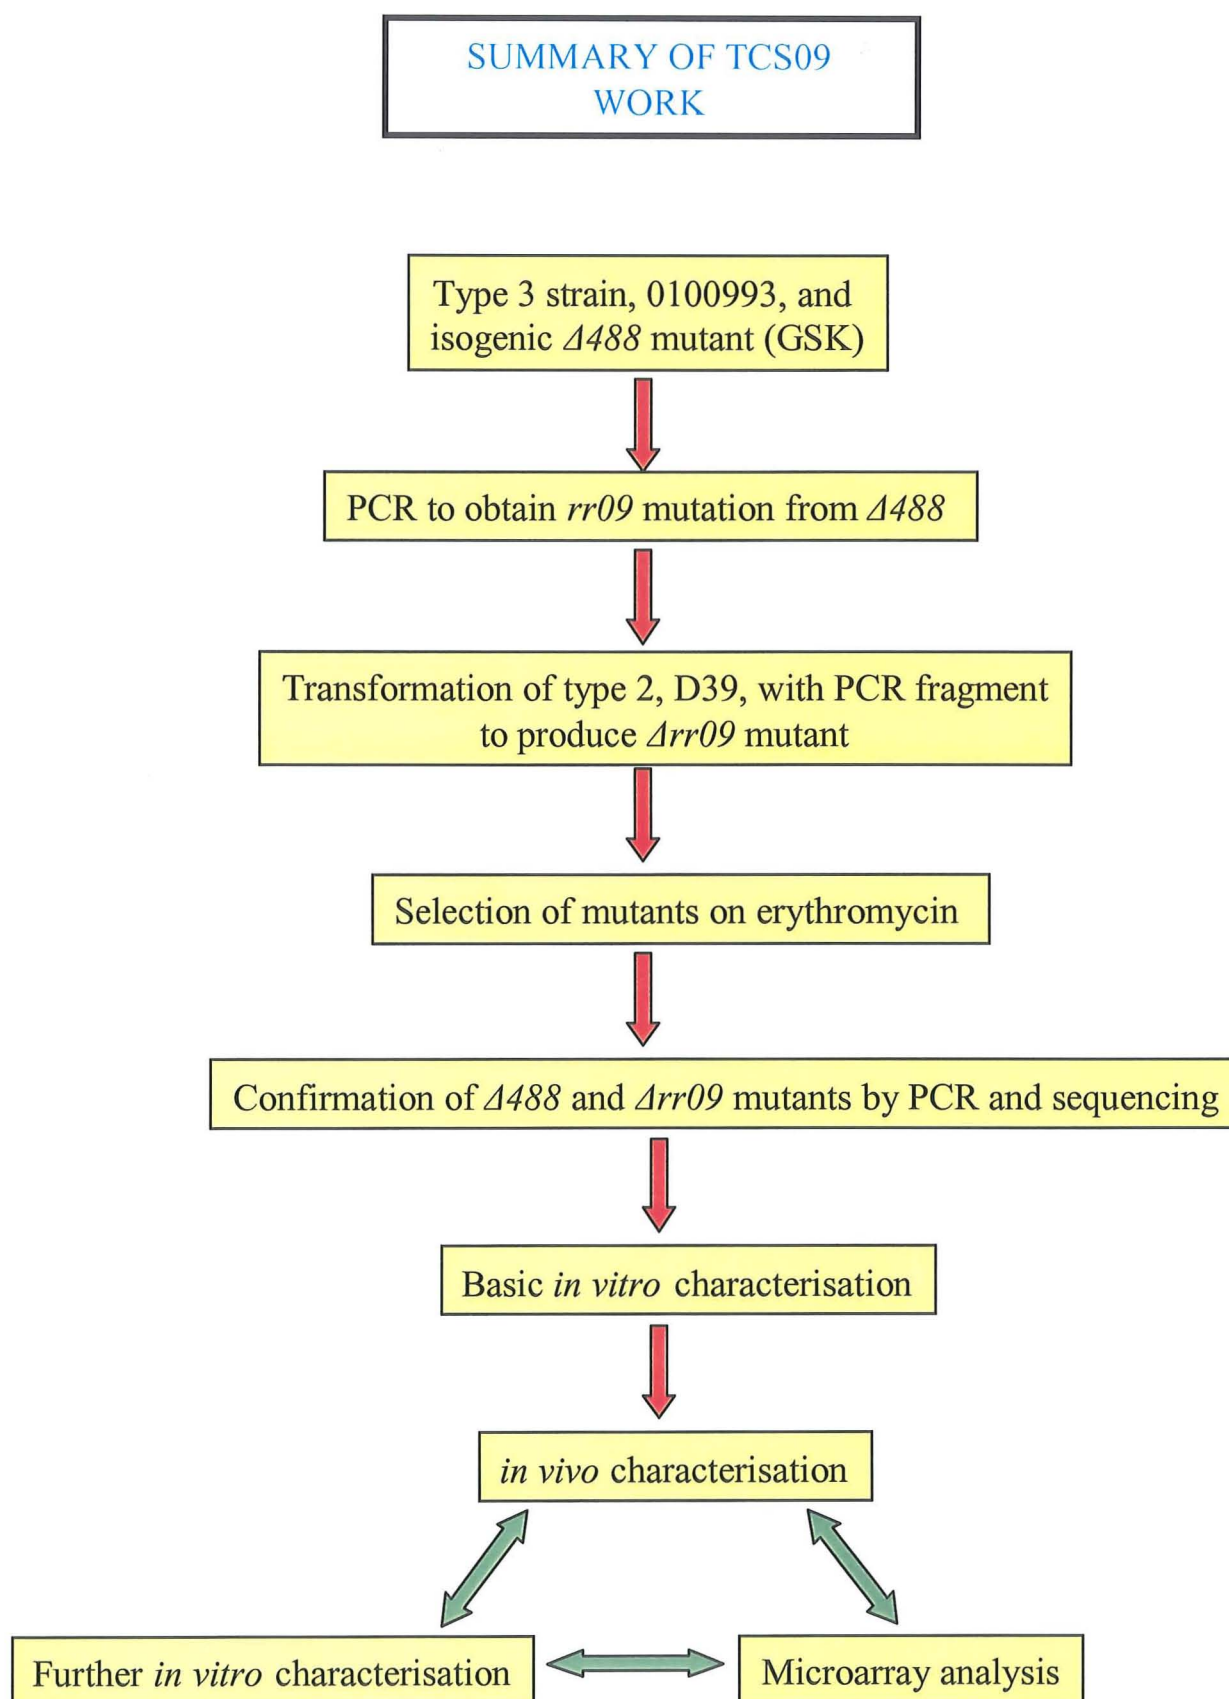 SUMMARY OF TCS09
WORK
Type 3 strain, 0100993, and
isogenic Δ488 mutant (GSK)
PCR to obtain rr09 mutation from Δ488
Transformation of type 2, D39, with PCR fragment
to produce Δrr09 mutant
Selection of mutants on erythromycin
Confirmation of Δ488 and Δrr09 mutants by PCR and sequencing
Basic in vitro characterisation
in vivo characterisation
Further in vitro characterisation
Microarray analysis